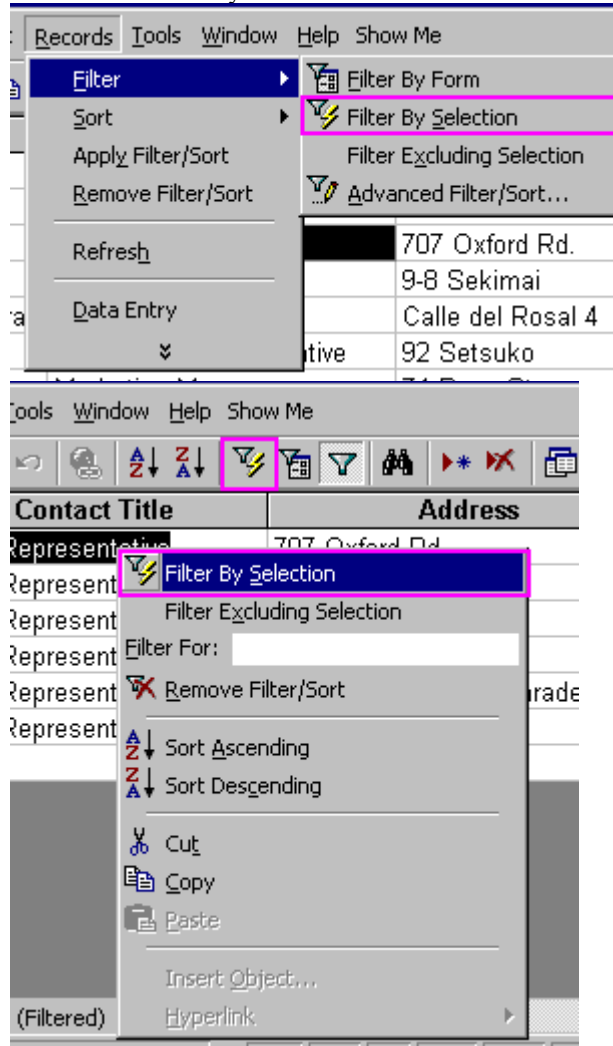 Records Tools Window Help Show Me
Filter
Filter By Form
Sort
Filter By Selection
Apply Filter/Sort
Filter Excluding Selection
Remove Filter/Sort
Advanced Filter/Sort...
Refresh
707 Oxford Rd.
9-8 Sekimai
Data Entry
Calle del Rosal 4
92 Setsuko
Window Help Show Me
Contact Title Address
Filter By Selection
Filter Excluding Selection
Filter For:
Remove Filter/Sort
Sort Ascending
Sort Descending
Cut
Copy
Paste
Insert Object...
(Filtered) Hyperlink